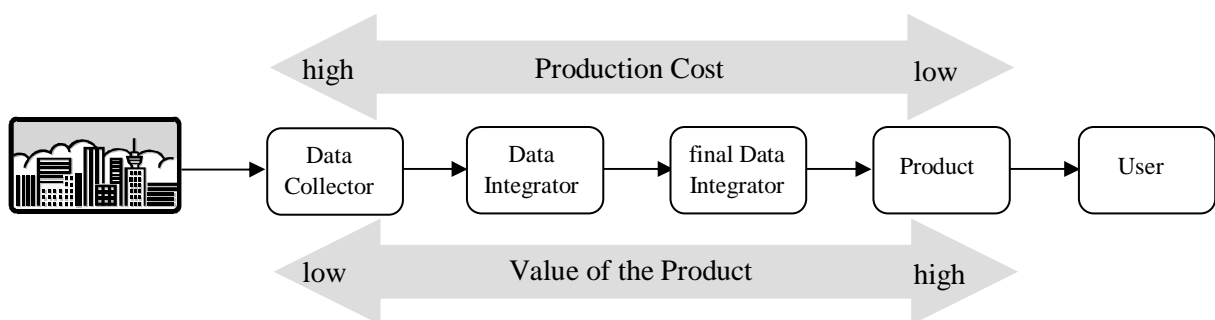 high Production Cost low
Data Collector
Data Integrator
final Data Integrator
Product
User
low Value of the Product high